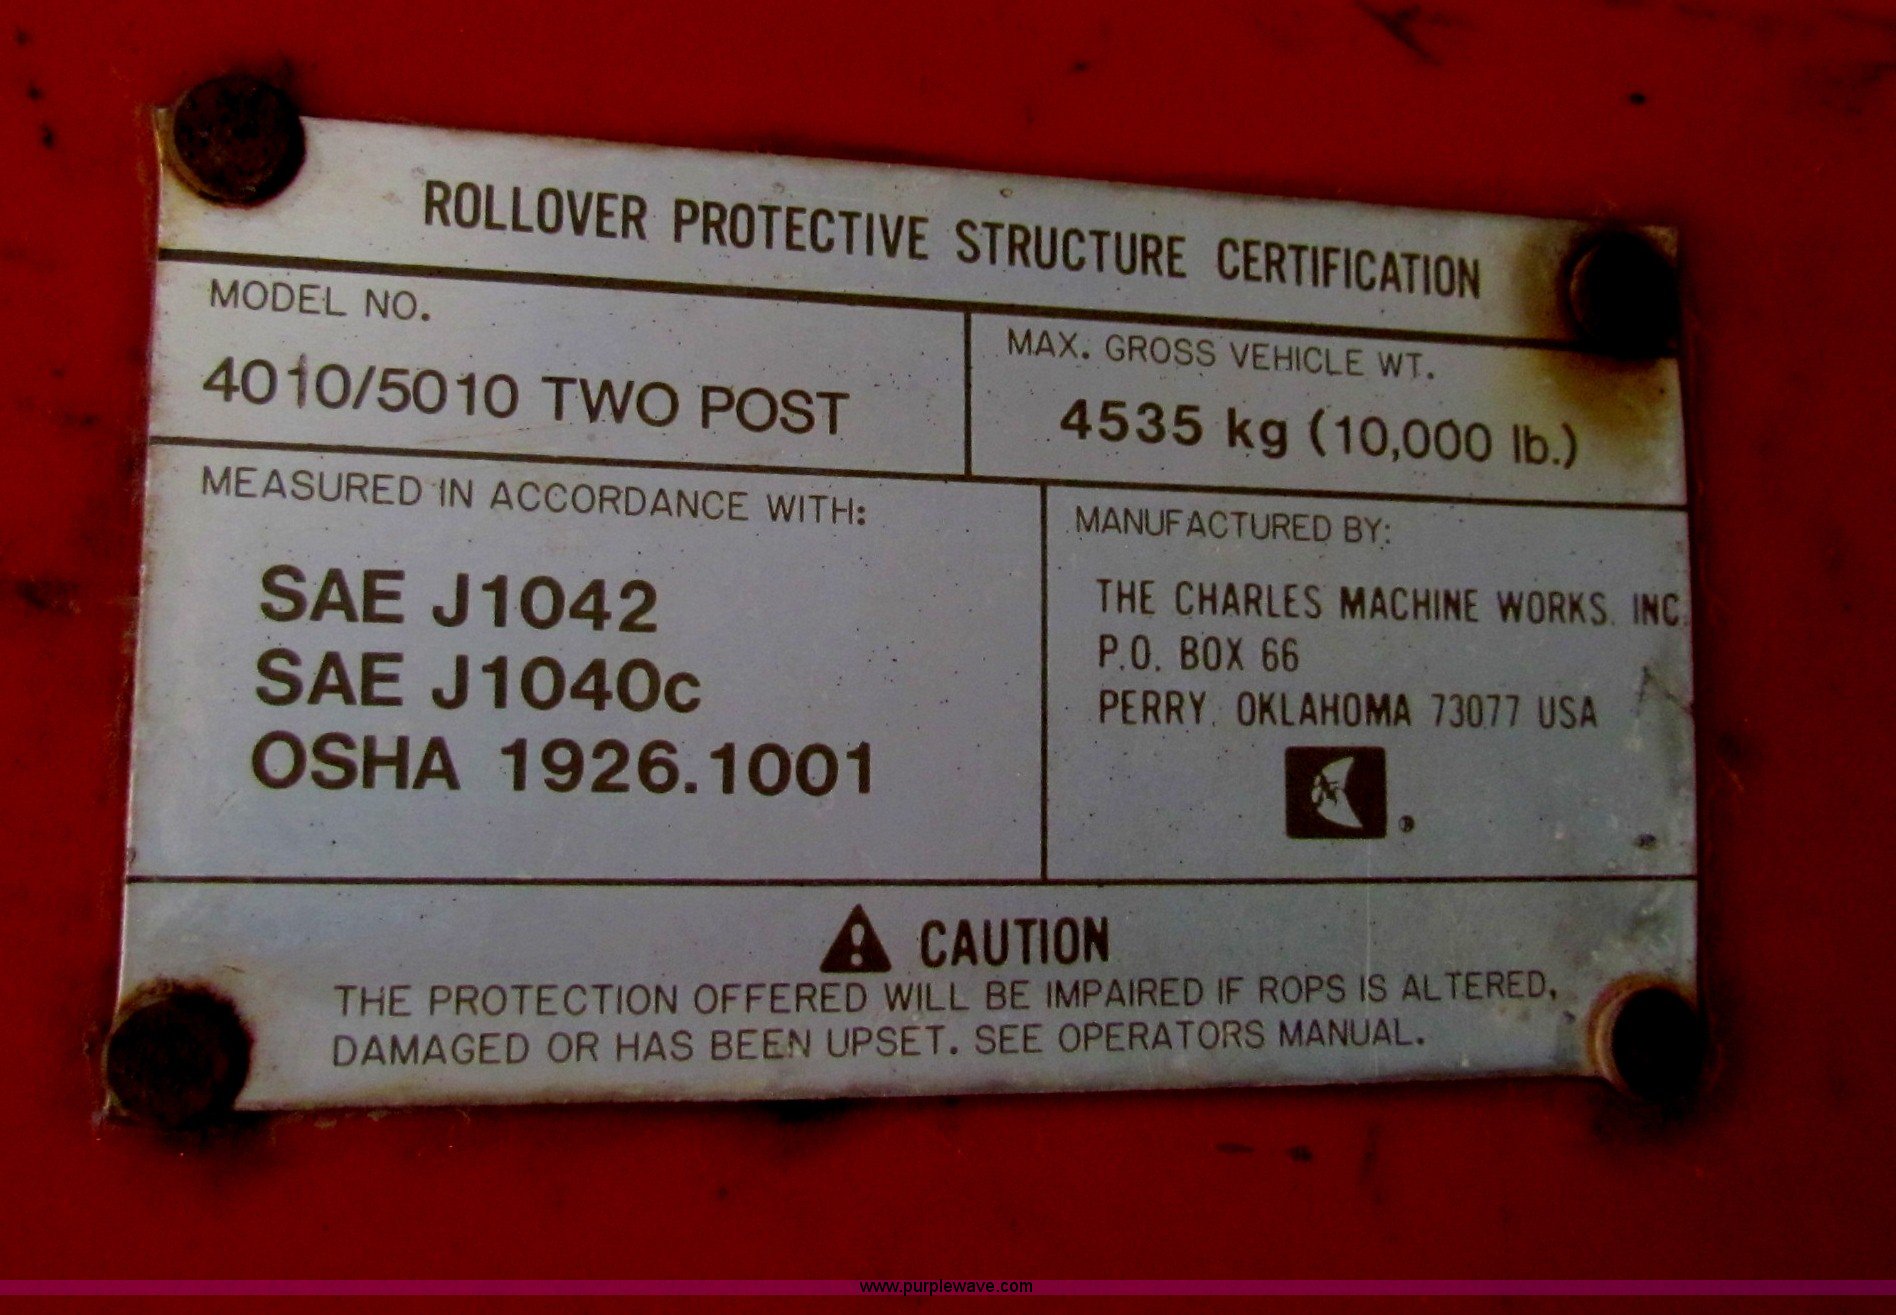 ROLLOVER PROTECTIVE STRUCTURE CERTIFICATION
MODEL NO.
4010/5010 TWO POST
MAX. GROSS VEHICLE WT.
4535 kg (10,000 lb.)
MEASURED IN ACCORDANCE WITH:
SAE J1042
SAE J1040c
OSHA 1926.1001
MANUFACTURED BY:
THE CHARLES MACHINE WORKS, INC.
P.O. BOX 66
PERRY, OKLAHOMA 73077 USA
®
CAUTION
THE PROTECTION OFFERED WILL BE IMPAIRED IF ROPS IS ALTERED,
DAMAGED OR HAS BEEN UPSET. SEE OPERATORS MANUAL.
www.purplewave.com